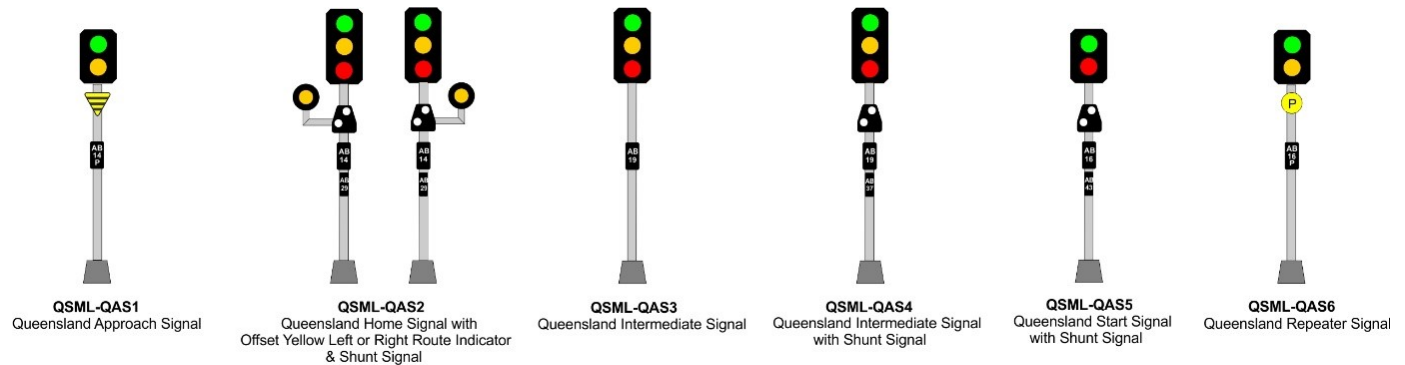 AB
14
P
AB
14
AB
29
AB
14
AB
29
AB
19
AB
19
AB
37
AB
16
AB
43
P
AB
16
P
QSML-QAS1
Queensland Approach Signal
QSML-QAS2
Queensland Home Signal with
Offset Yellow Left or Right Route Indicator
& Shunt Signal
QSML-QAS3
Queensland Intermediate Signal
QSML-QAS4
Queensland Intermediate Signal
with Shunt Signal
QSML-QAS5
Queensland Start Signal
with Shunt Signal
QSML-QAS6
Queensland Repeater Signal